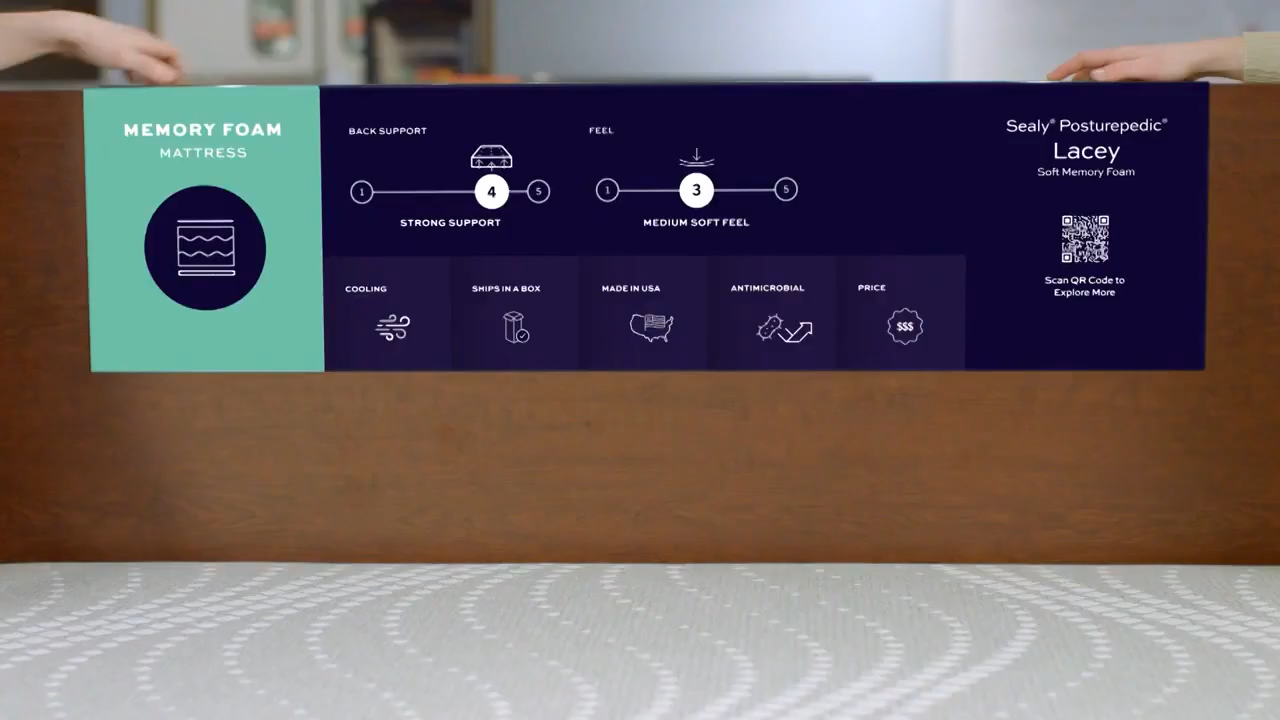 MEMORY FOAM
MATTRESS
BACK SUPPORT
1
4
5
STRONG SUPPORT
FEEL
1
3
5
MEDIUM SOFT FEEL
COOLING
SHIPS IN A BOX
MADE IN USA
ANTIMICROBIAL
PRICE
$$$
Sealy® Posturepedic®
Lacey
Soft Memory Foam
Scan QR Code to
Explore More